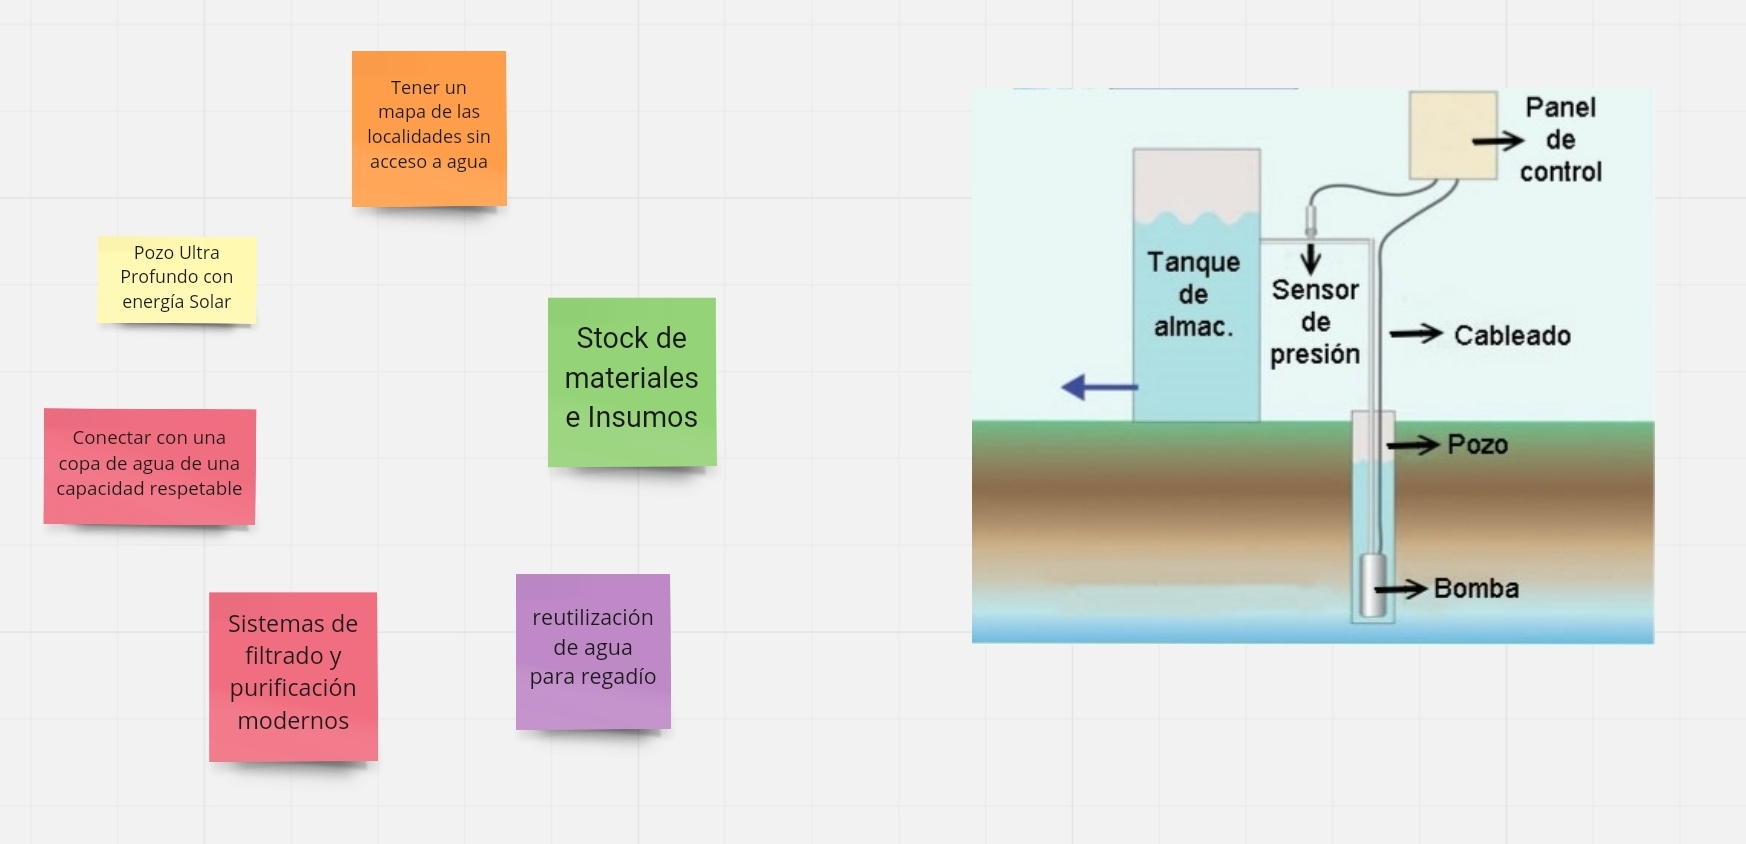 Tener un
mapa de las
localidades sin
acceso a agua
Pozo Ultra
Profundo con
energía Solar
Stock de
materiales
e Insumos
Conectar con una
copa de agua de una
capacidad respetable
Sistemas de
filtrado y
purificación
modernos
reutilización
de agua
para regadío
Panel
de
control
Tanque
de
almac.
Sensor
de
presión
Cableado
Pozo
Bomba